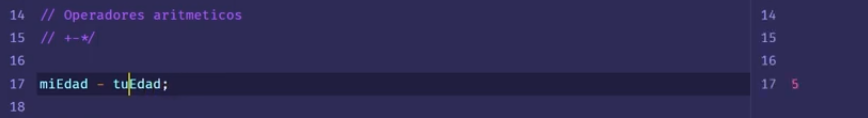 14 // Operadores aritmeticos 14
15 // +-*/ 15
16 16
17 miEdad - tuEdad; 17 5
18